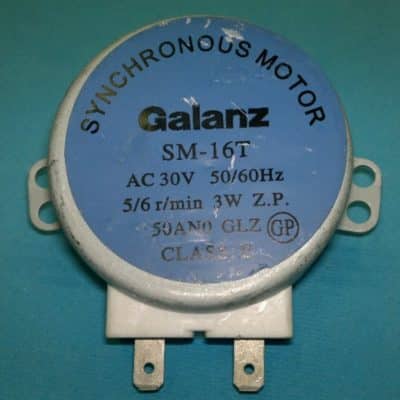 SYNCHRONOUS MOTOR
Galanz
SM-16T
AC 30V 50/60Hz
5/6 r/min 3W Z.P.
50AN0 GLZ GP
CLASS E